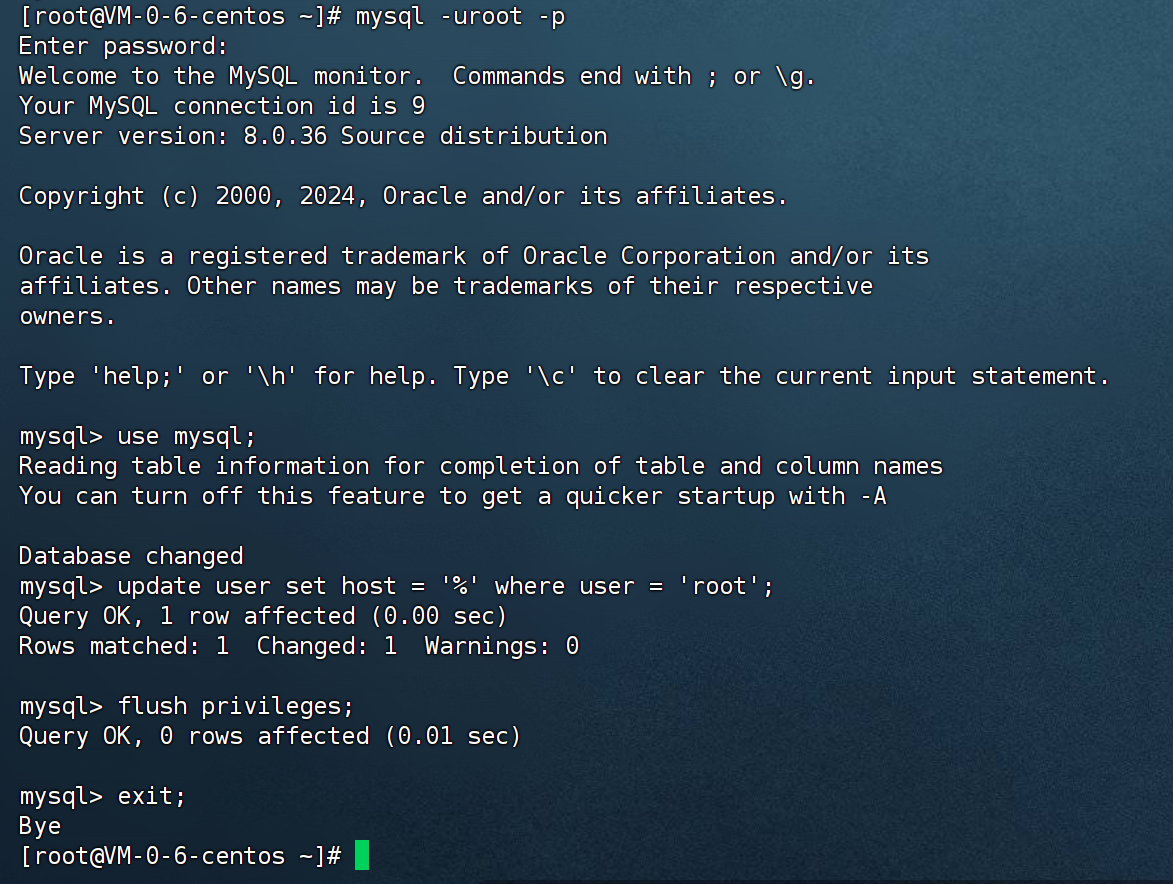 [root@VM-0-6-centos ~]# mysql -uroot -p
Enter password:
Welcome to the MySQL monitor.  Commands end with ; or \g.
Your MySQL connection id is 9
Server version: 8.0.36 Source distribution

Copyright (c) 2000, 2024, Oracle and/or its affiliates.

Oracle is a registered trademark of Oracle Corporation and/or its
affiliates. Other names may be trademarks of their respective
owners.

Type 'help;' or '\h' for help. Type '\c' to clear the current input statement.

mysql> use mysql;
Reading table information for completion of table and column names
You can turn off this feature to get a quicker startup with -A

Database changed
mysql> update user set host = '%' where user = 'root';
Query OK, 1 row affected (0.00 sec)
Rows matched: 1  Changed: 1  Warnings: 0

mysql> flush privileges;
Query OK, 0 rows affected (0.01 sec)

mysql> exit;
Bye
[root@VM-0-6-centos ~]#